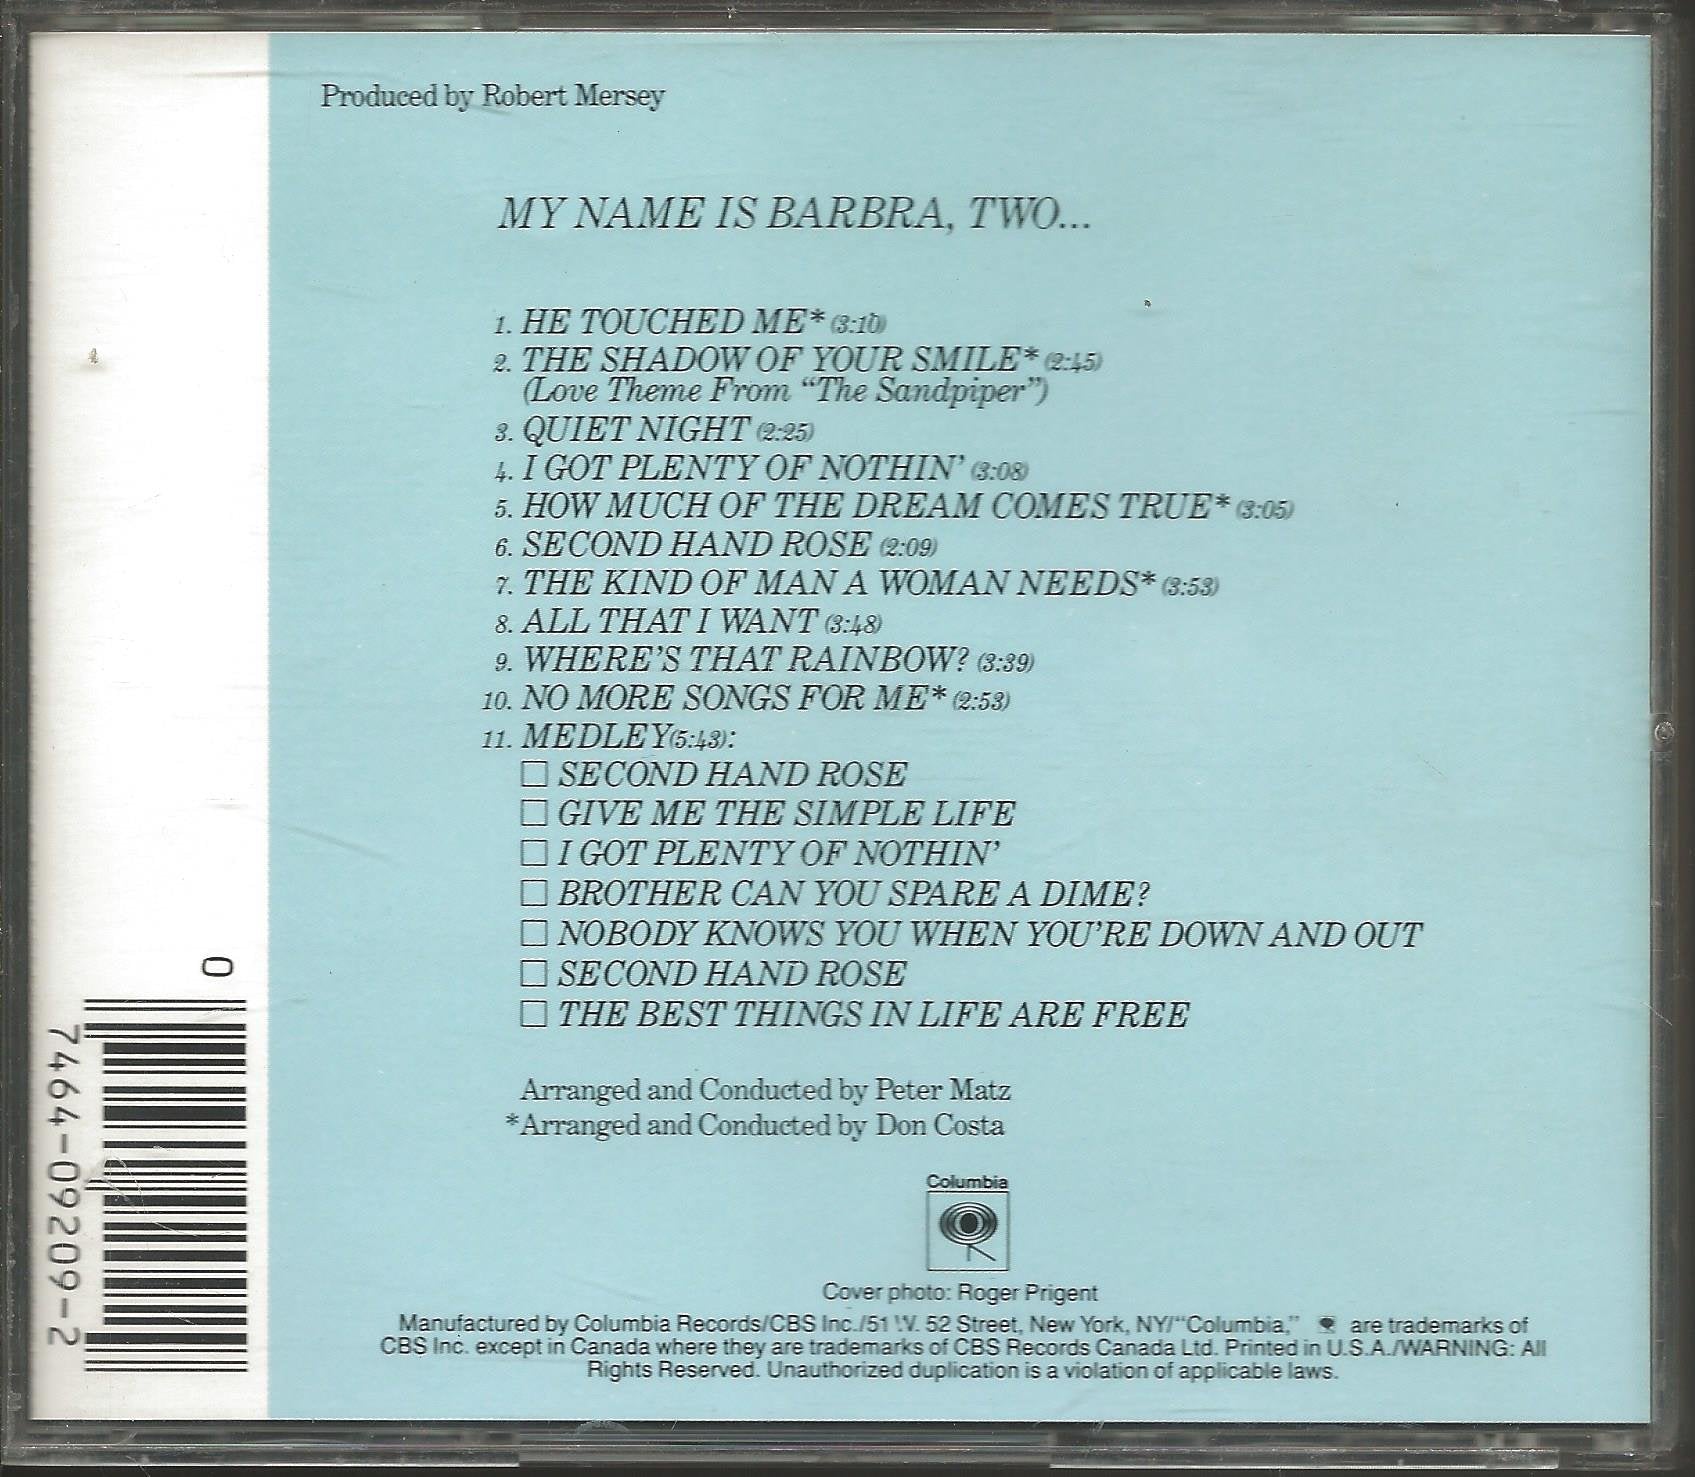 Produced by Robert Mersey
MY NAME IS BARBRA, TWO...
1. HE TOUCHED ME* (3:10)
2. THE SHADOW OF YOUR SMILE* (2:45)
(Love Theme From “The Sandpiper”)
3. QUIET NIGHT (2:25)
4. I GOT PLENTY OF NOTHIN’ (3:08)
5. HOW MUCH OF THE DREAM COMES TRUE* (3:05)
6. SECOND HAND ROSE (2:09)
7. THE KIND OF MAN A WOMAN NEEDS* (3:53)
8. ALL THAT I WANT (3:48)
9. WHERE’S THAT RAINBOW? (3:39)
10. NO MORE SONGS FOR ME* (2:53)
11. MEDLEY(5:43):
□ SECOND HAND ROSE
□ GIVE ME THE SIMPLE LIFE
□ I GOT PLENTY OF NOTHIN’
□ BROTHER CAN YOU SPARE A DIME?
□ NOBODY KNOWS YOU WHEN YOU’RE DOWN AND OUT
□ SECOND HAND ROSE
□ THE BEST THINGS IN LIFE ARE FREE
Arranged and Conducted by Peter Matz
*Arranged and Conducted by Don Costa
Columbia
Cover photo: Roger Prigent
Manufactured by Columbia Records/CBS Inc./51 W. 52 Street, New York, NY/“Columbia,” are trademarks of
CBS Inc. except in Canada where they are trademarks of CBS Records Canada Ltd. Printed in U.S.A./WARNING: All
Rights Reserved. Unauthorized duplication is a violation of applicable laws.
0
7464-09209-2